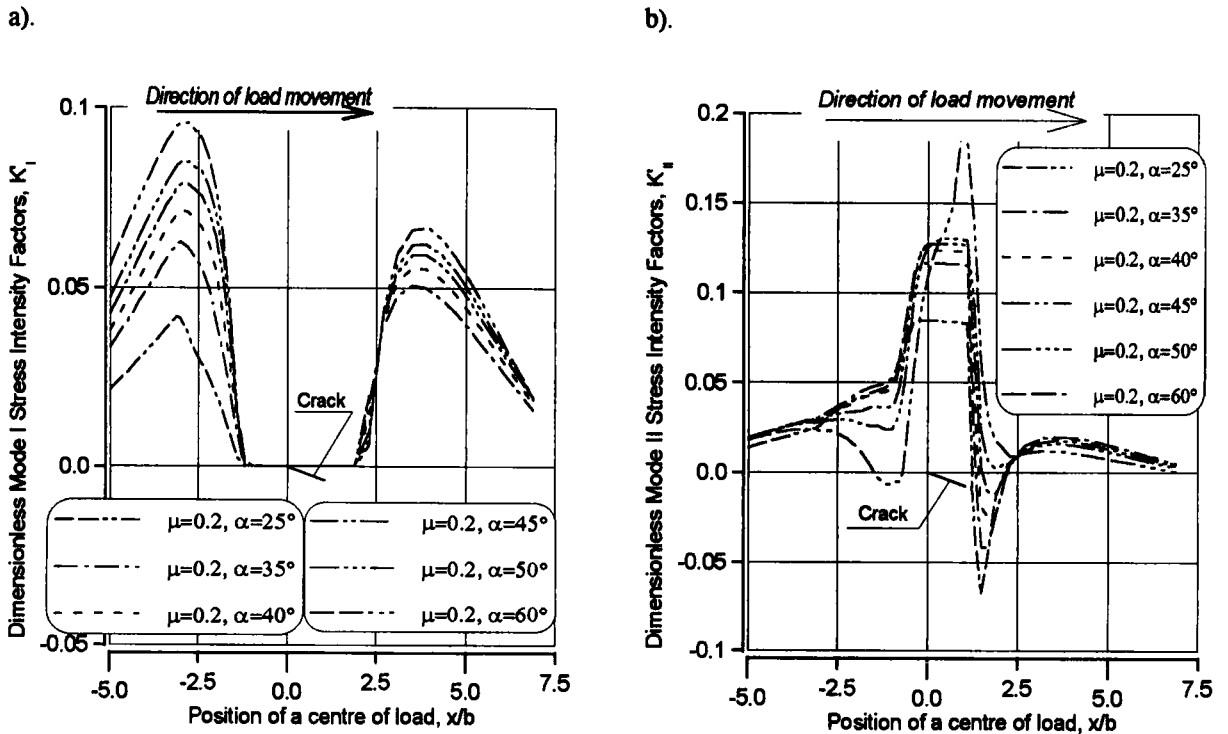 a).
Direction of load movement
Dimensionless Mode I Stress Intensity Factors, K'I
0.1
0.05
0.0
-0.05
Crack
μ=0.2, α=25°
μ=0.2, α=35°
μ=0.2, α=40°
μ=0.2, α=45°
μ=0.2, α=50°
μ=0.2, α=60°
-5.0 -2.5 0.0 2.5 5.0 7.5
Position of a centre of load, x/b
b).
Direction of load movement
Dimensionless Mode II Stress Intensity Factors, K'II
0.2
0.15
0.1
0.05
0.0
-0.05
-0.1
μ=0.2, α=25°
μ=0.2, α=35°
μ=0.2, α=40°
μ=0.2, α=45°
μ=0.2, α=50°
μ=0.2, α=60°
Crack
-5.0 -2.5 0.0 2.5 5.0 7.5
Position of a centre of load, x/b